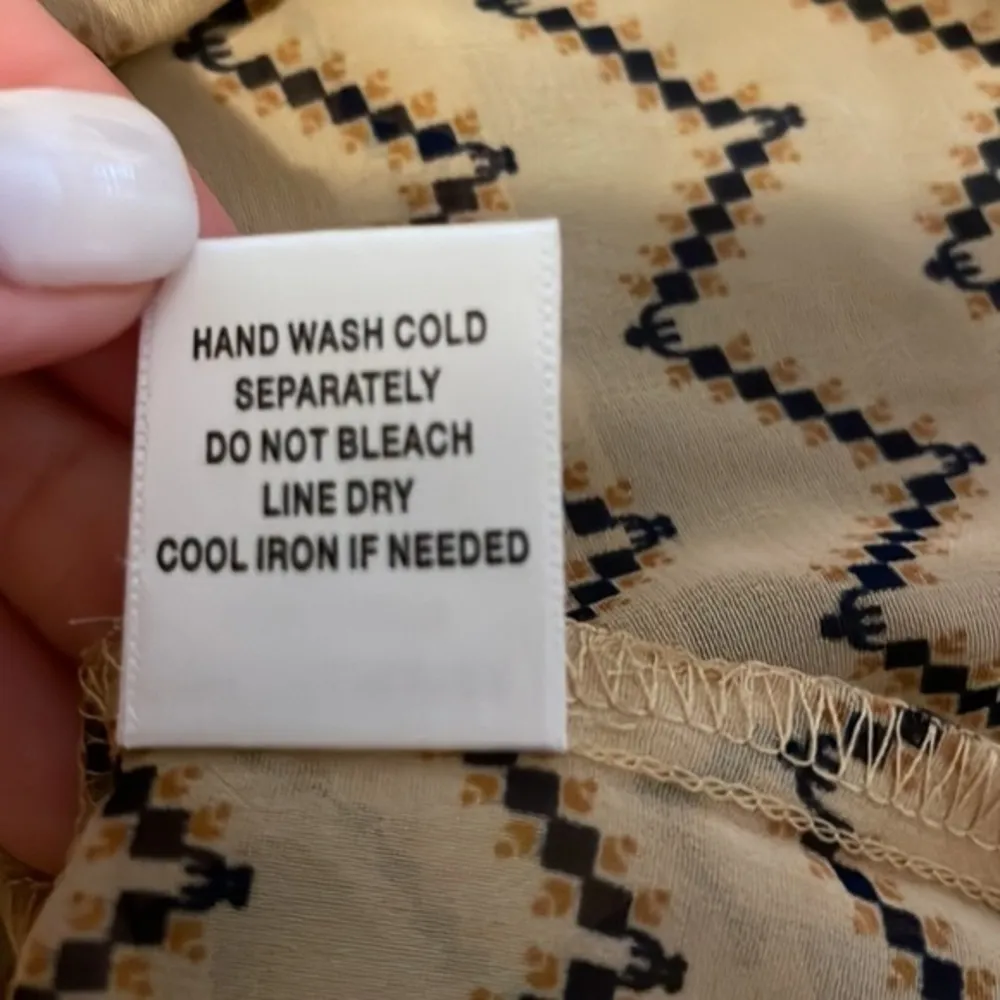 HAND WASH COLD
SEPARATELY
DO NOT BLEACH
LINE DRY
COOL IRON IF NEEDED